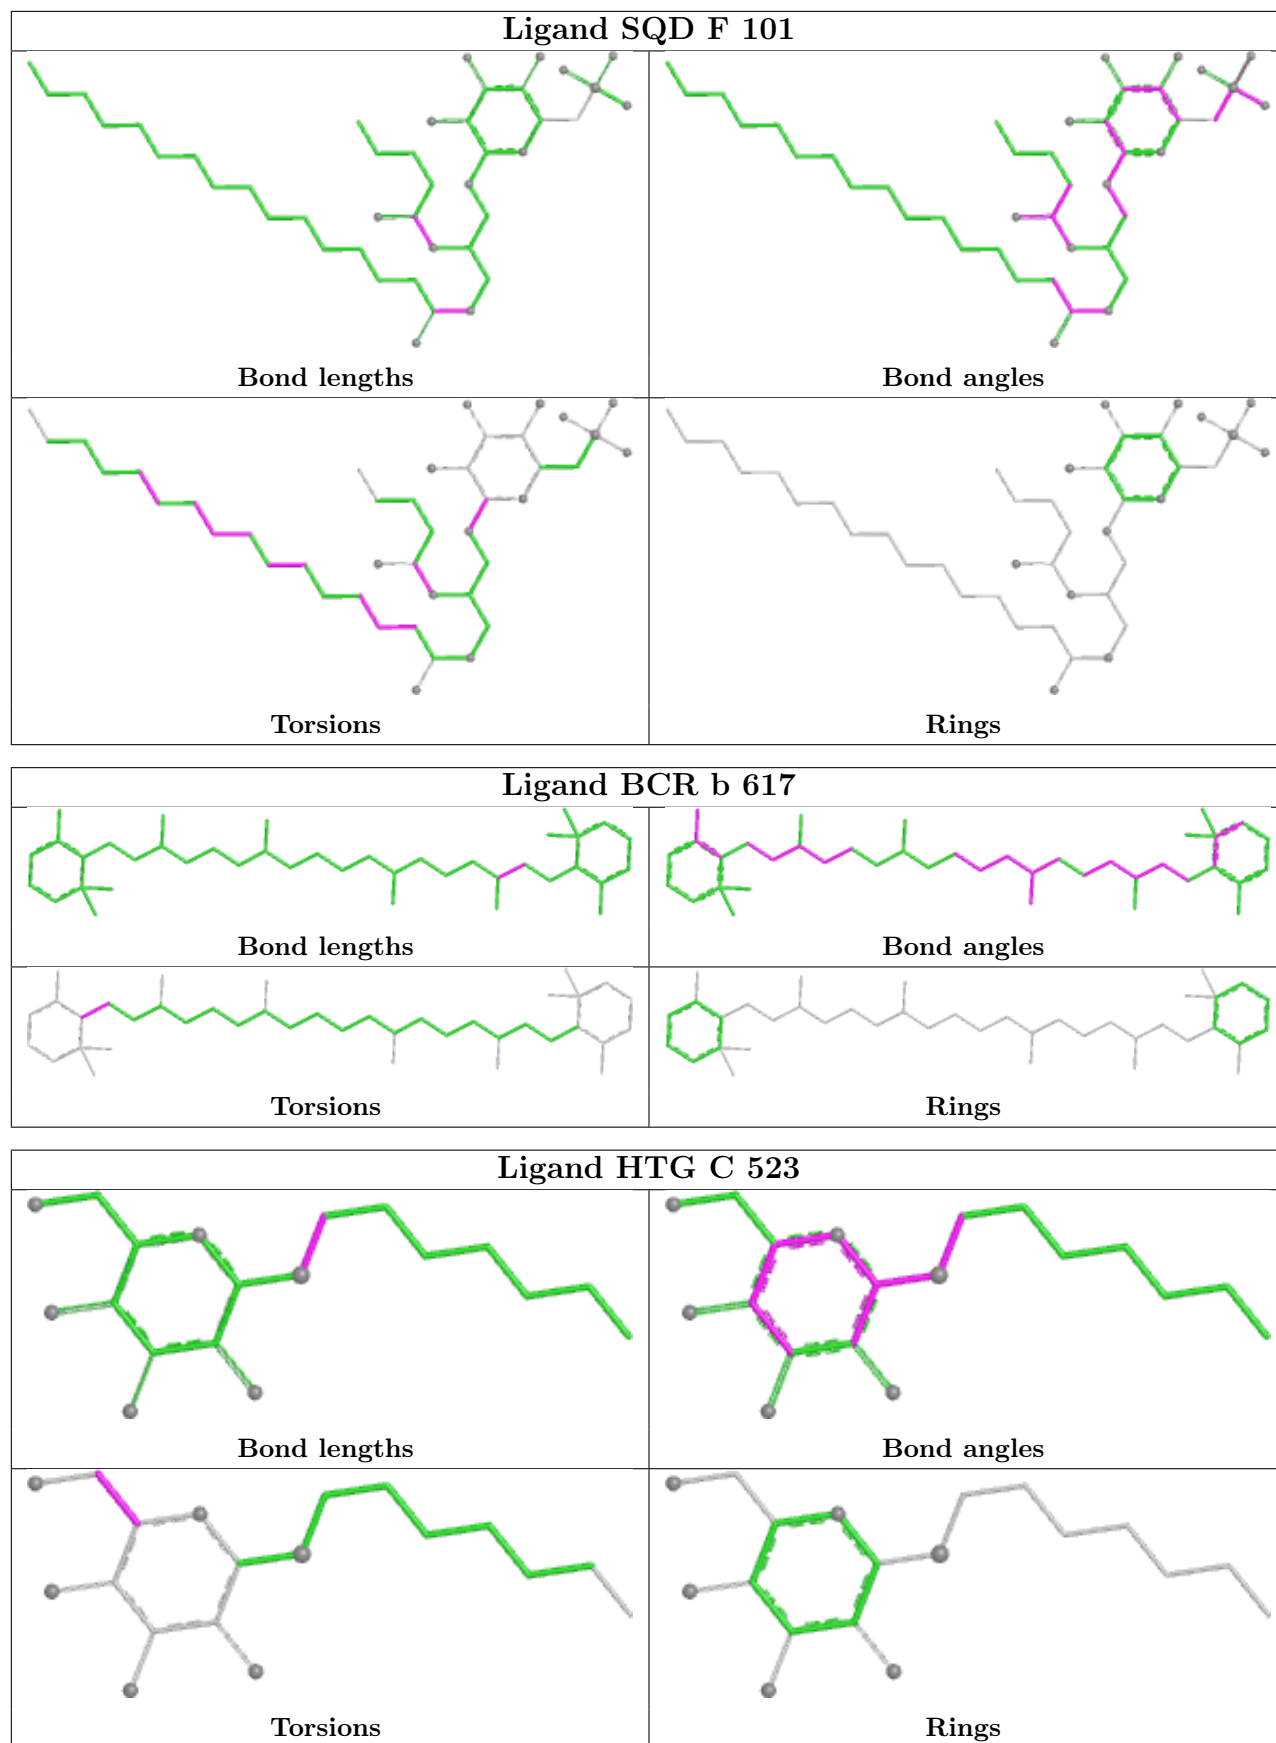 Ligand SQD F 101
Bond lengths
Bond angles
Torsions
Rings
Ligand BCR b 617
Bond lengths
Bond angles
Torsions
Rings
Ligand HTG C 523
Bond lengths
Bond angles
Torsions
Rings